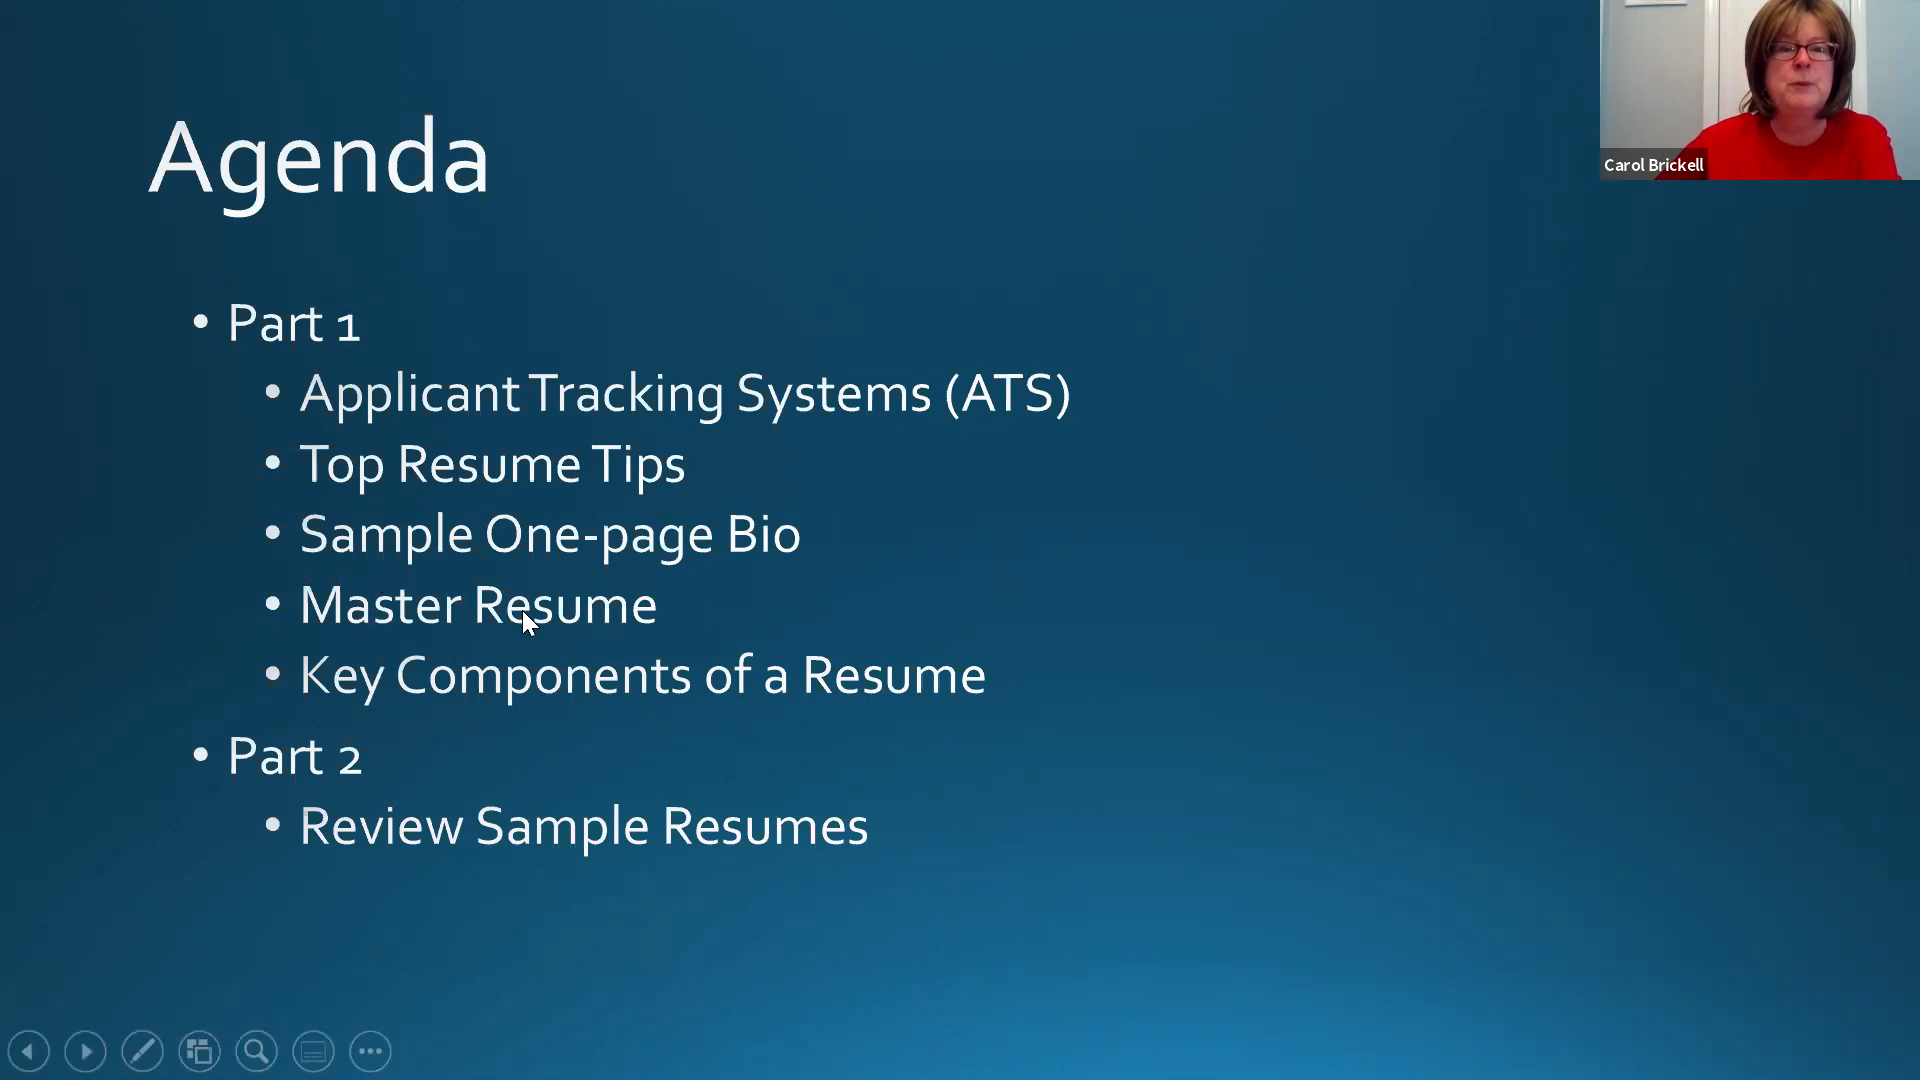 Agenda
• Part 1
• Applicant Tracking Systems (ATS)
• Top Resume Tips
• Sample One-page Bio
• Master Resume
• Key Components of a Resume
• Part 2
• Review Sample Resumes
Carol Brickell